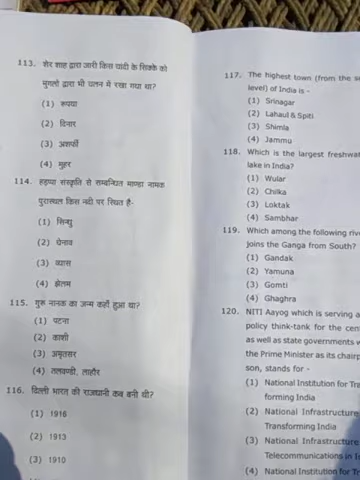 113. शेर शाह द्वारा जारी किस चांदी के सिक्के को
मुगलो द्वारा भी चलन में रखा गया था?
(1) रूपया
(2) दिनार
(3) अशर्फी
(4) मुहर
114. हड़प्पा संस्कृति से सम्बन्धित माण्डा नामक
पुरास्थल किस नदी पर स्थित है-
(1) सिन्धु
(2) चेनाव
(3) व्यास
(4) झेलम
115. गुरू नानक का जन्म कहाँ हुआ था?
(1) पटना
(2) काशी
(3) अमृतसर
(4) तलवण्डी, लाहौर
116. दिल्ली भारत की राजधानी कब बनी थी?
(1) 1916
(2) 1913
(3) 1910
117. The highest town (from the
level) of India is -
(1) Srinagar
(2) Lahaul & Spiti
(3) Shimla
(4) Jammu
118. Which is the largest
lake in India?
(1) Wular
(2) Chilka
(3) Loktak
(4) Sambhar
119. Which among the following
joins the Ganga from South?
(1) Gandak
(2) Yamuna
(3) Gomti
(4) Ghaghra
120. NITI Aayog which is serving a
policy think-tank for the
as well as state governments
the Prime Minister as its
son, stands for -
(1) National Institution for
forming India
(2) National Infrastructure
Transforming India
(3) National Infrastructure
Telecommunications in
(4) National Institution for